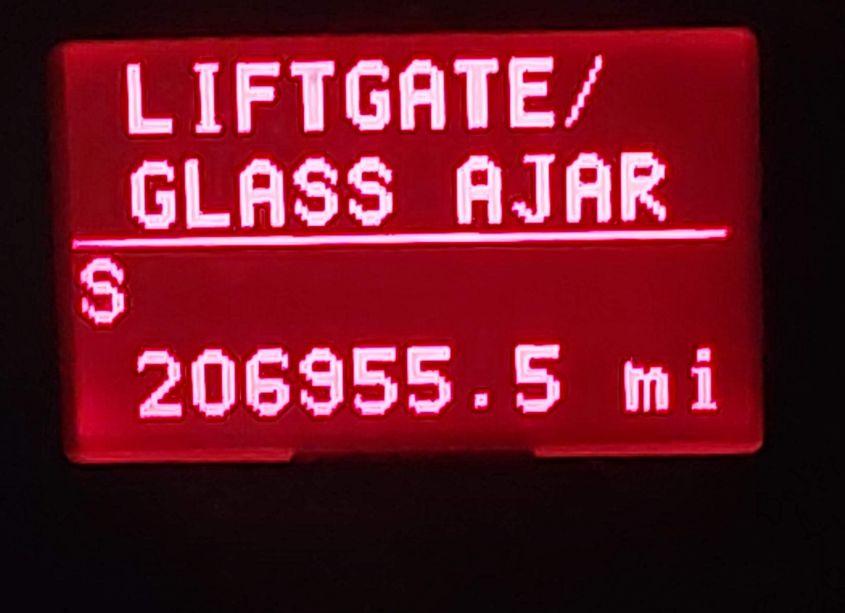 LIFTGATE/
GLASS AJAR
S
206955.5 mi